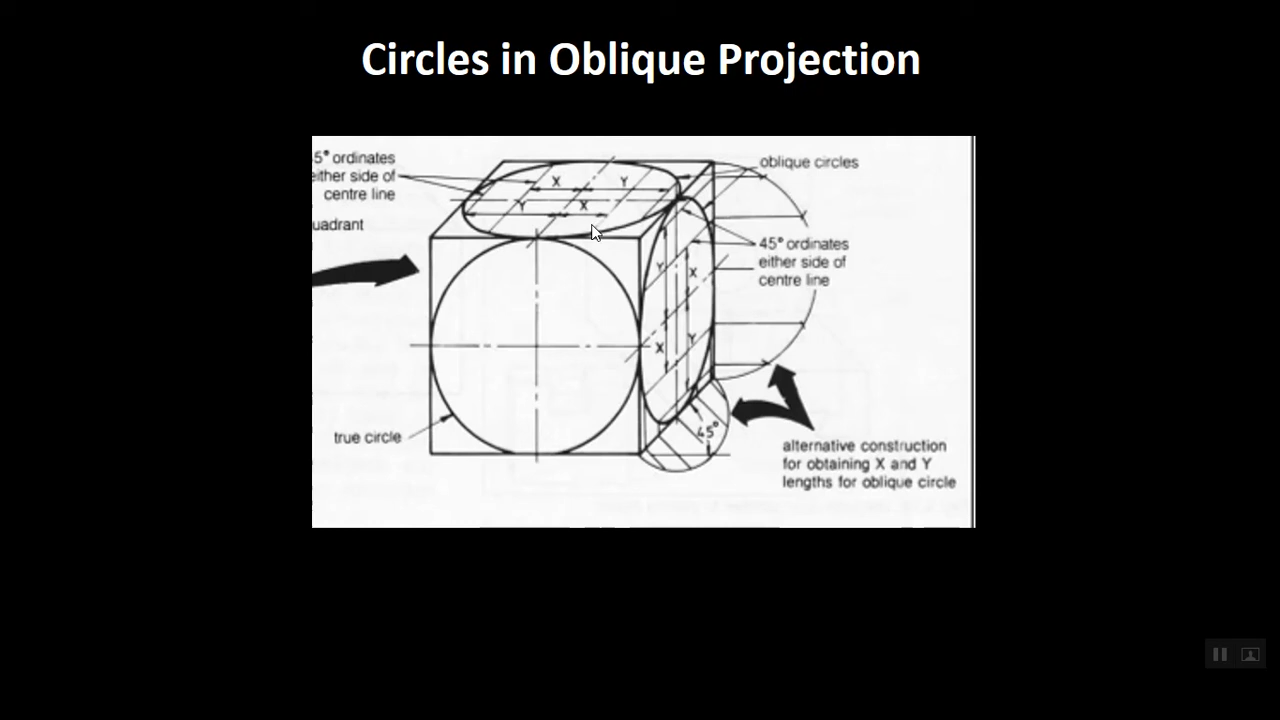 Circles in Oblique Projection
5° ordinates
either side of
centre line
uadrant
oblique circles
X
Y
Y
X
45° ordinates
either side of
centre line
Y
X
X
Y
true circle
45°
alternative construction
for obtaining X and Y
lengths for oblique circle